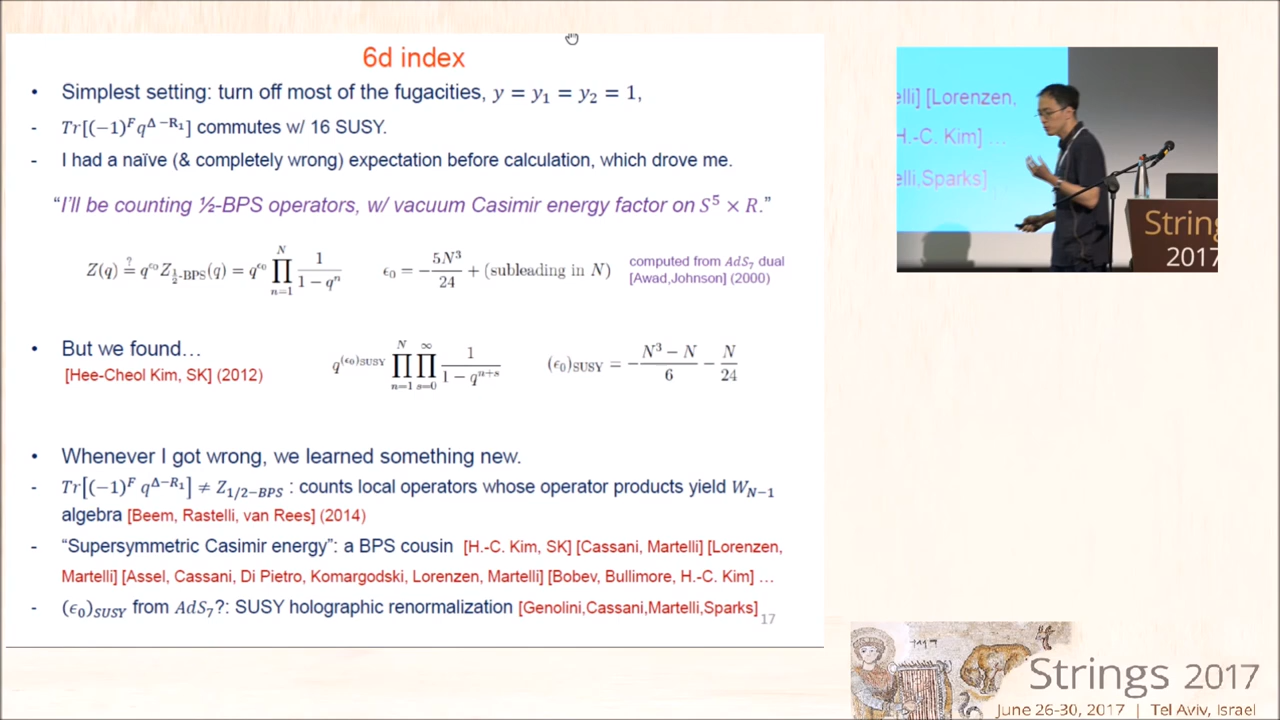 6d index
• Simplest setting: turn off most of the fugacities, y = y₁ = y₂ = 1,
- Tr[(−1)^F q^{Δ−R₁}] commutes w/ 16 SUSY.
- I had a naïve (& completely wrong) expectation before calculation, which drove me.
"I'll be counting ½-BPS operators, w/ vacuum Casimir energy factor on S⁵ × R."
Z(q) ≟ q^{ϵ₀} Z_{½-BPS}(q) = q^{ϵ₀} ∏_{n=1}^{N} 1/(1 − qⁿ)    ϵ₀ = −5N³/24 + (subleading in N)
computed from AdS₇ dual
[Awad,Johnson] (2000)
• But we found…
[Hee-Cheol Kim, SK] (2012)
q^{(ϵ₀)SUSY} ∏_{n=1}^{N} ∏_{s=0}^{∞} 1/(1 − q^{n+s})    (ϵ₀)_{SUSY} = −(N³ − N)/6 − N/24
• Whenever I got wrong, we learned something new.
- Tr[(−1)^F q^{Δ−R₁}] ≠ Z_{1/2−BPS} : counts local operators whose operator products yield W_{N−1}
algebra [Beem, Rastelli, van Rees] (2014)
- "Supersymmetric Casimir energy": a BPS cousin [H.-C. Kim, SK] [Cassani, Martelli] [Lorenzen,
Martelli] [Assel, Cassani, Di Pietro, Komargodski, Lorenzen, Martelli] [Bobev, Bullimore, H.-C. Kim] …
- (ϵ₀)_{SUSY} from AdS₇?: SUSY holographic renormalization [Genolini,Cassani,Martelli,Sparks]
17
elli] [Lorenzen,
H.-C. Kim] …
elli,Sparks]
Strings
2017
Strings 2017
June 26-30, 2017 | Tel Aviv, Israel